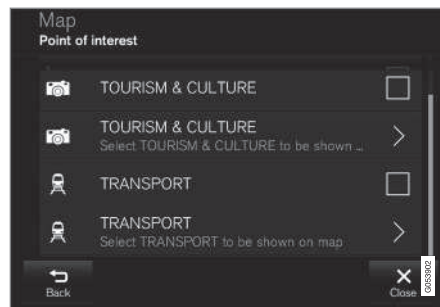 Map
Point of interest
TOURISM & CULTURE
TOURISM & CULTURE
Select TOURISM & CULTURE to be shown ...
TRANSPORT
TRANSPORT
Select TRANSPORT to be shown on map
Back
Close
G053902